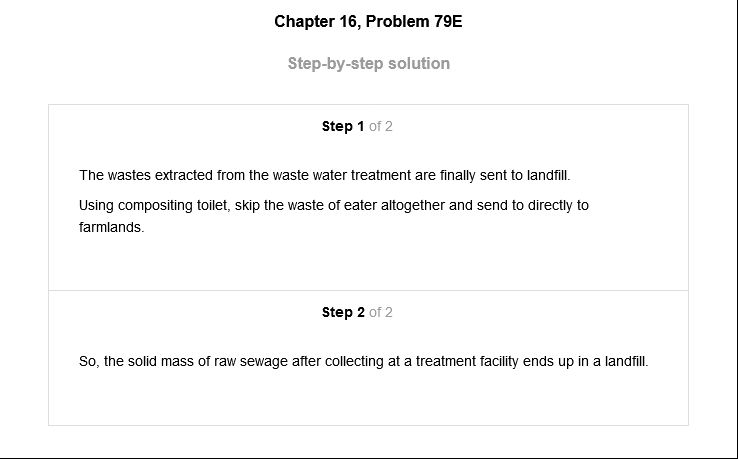 Chapter 16, Problem 79E
Step-by-step solution
Step 1 of 2
The wastes extracted from the waste water treatment are finally sent to landfill.
Using compositing toilet, skip the waste of eater altogether and send to directly to
farmlands.
Step 2 of 2
So, the solid mass of raw sewage after collecting at a treatment facility ends up in a landfill.